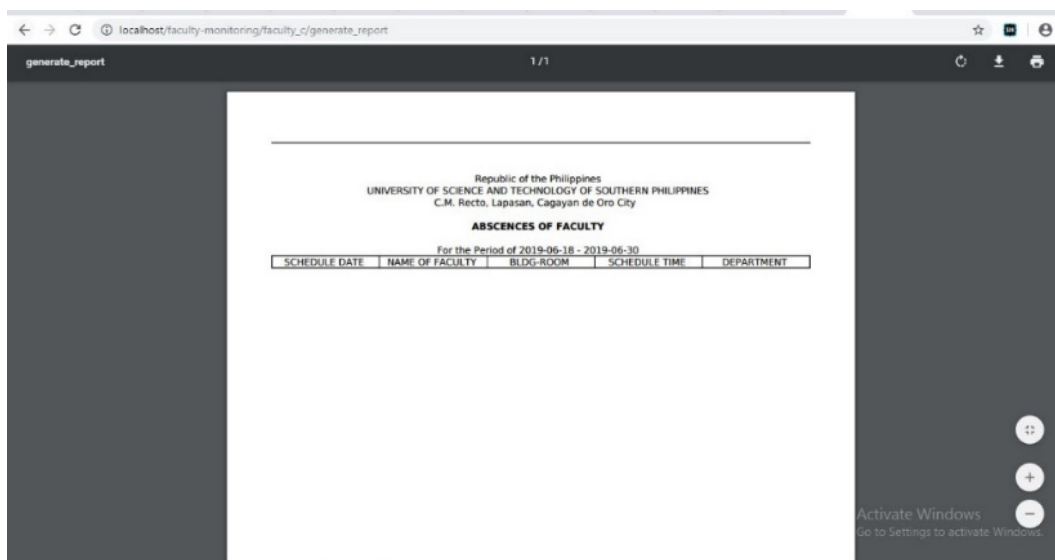 localhost/faculty-monitoring/faculty_c/generate_report
generate_report
1/1
Republic of the Philippines
UNIVERSITY OF SCIENCE AND TECHNOLOGY OF SOUTHERN PHILIPPINES
C.M. Recto, Lapasan, Cagayan de Oro City
ABSCENCES OF FACULTY
For the Period of 2019-06-18 - 2019-06-30
SCHEDULE DATE NAME OF FACULTY BLDG-ROOM SCHEDULE TIME DEPARTMENT
Activate Windows
Go to Settings to activate Windows.